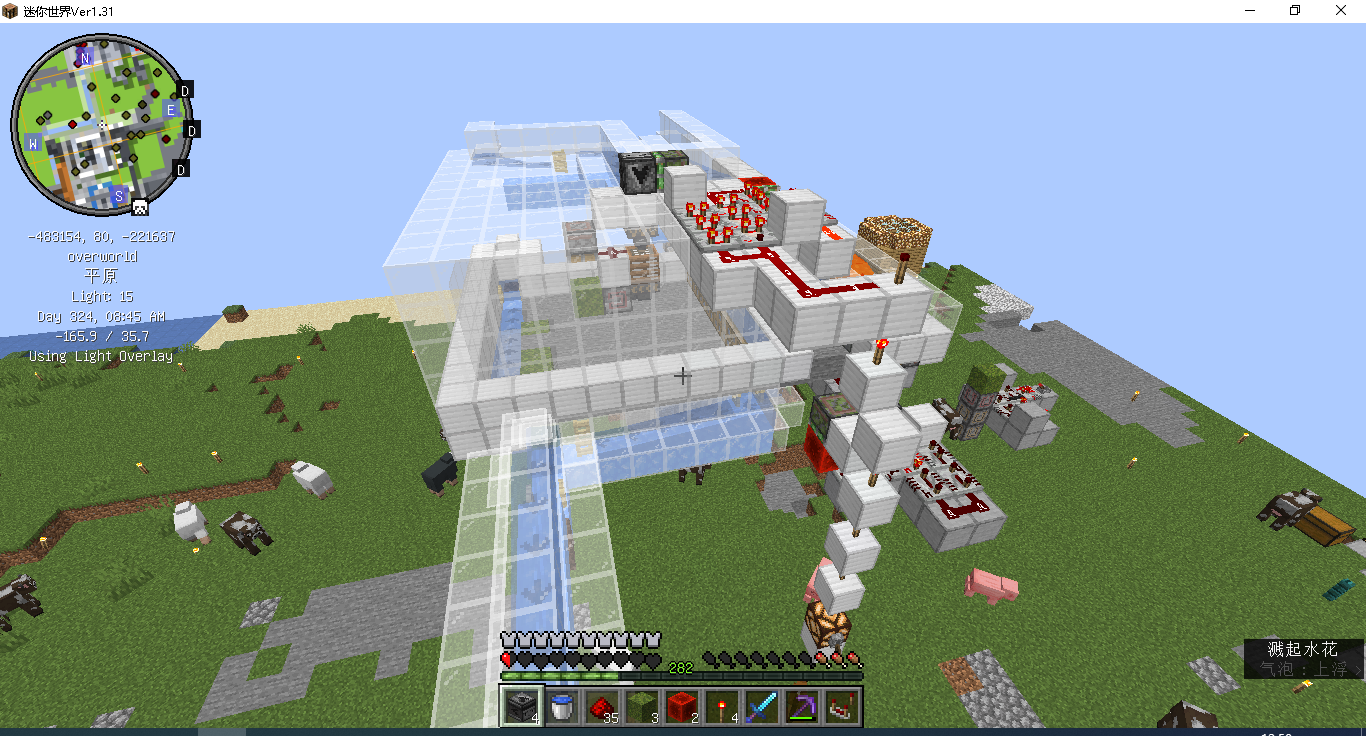 迷你世界Ver1.31
N
D
E
D
W
D
S
-483154, 80, -221637
overworld
平原
Light: 15
Day 324, 08:45 AM
-165.9 / 35.7
Using Light Overlay
溅起水花
气泡：上浮 >
282
4
35
3
2
4